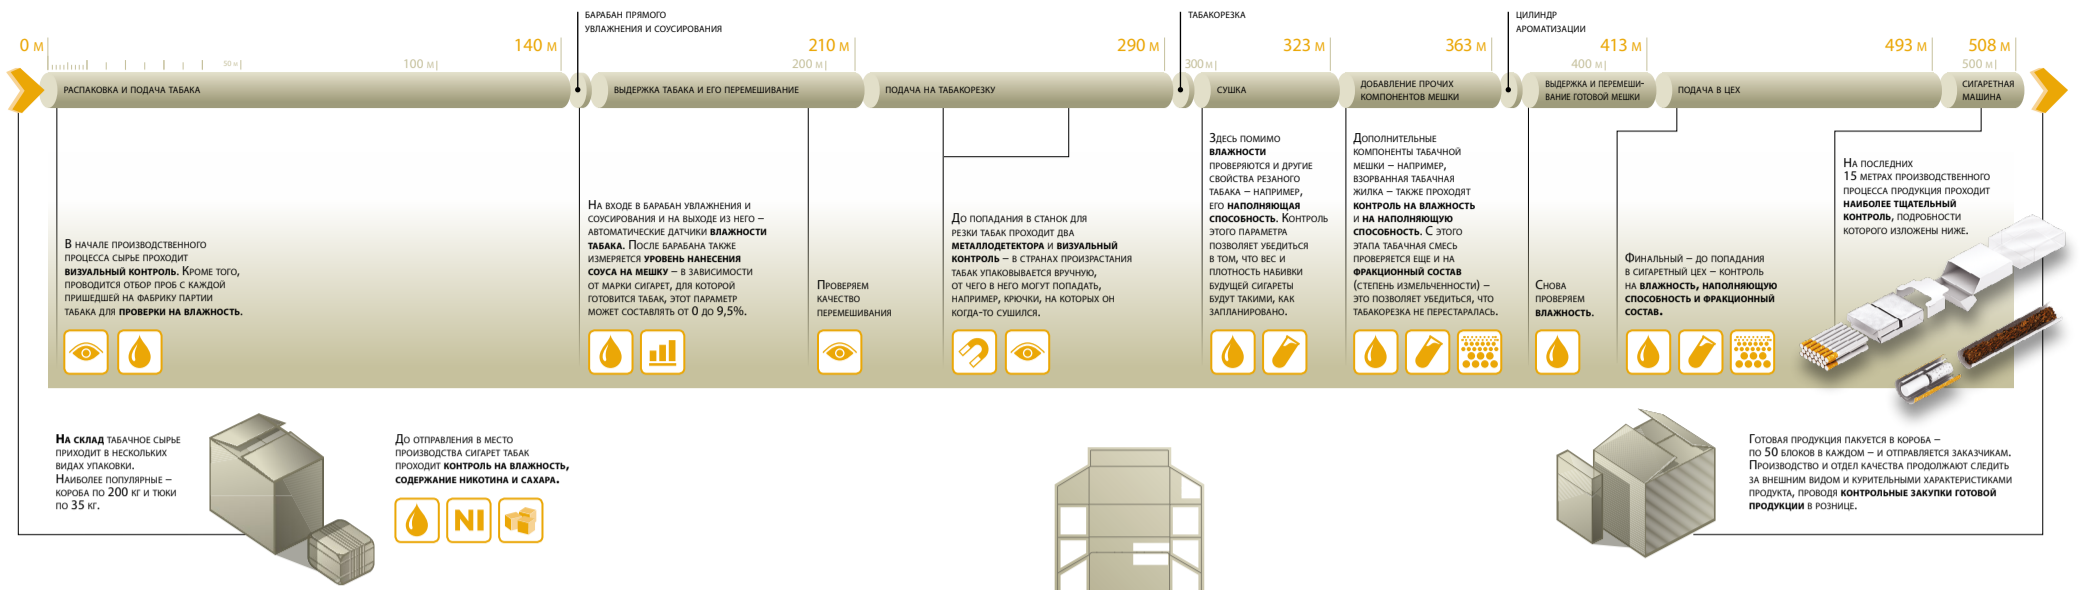 БАРАБАН ПРЯМОГО
УВЛАЖНЕНИЯ И СОУСИРОВАНИЯ
ТАБАКОРЕЗКА
ЦИЛИНДР
АРОМАТИЗАЦИИ
0 М
140 М
210 М
290 М
323 М
363 М
413 М
493 М
508 М
50 М
100 М
200 М
300 М
400 М
500 М
РАСПАКОВКА И ПОДАЧА ТАБАКА
ВЫДЕРЖКА ТАБАКА И ЕГО ПЕРЕМЕШИВАНИЕ
ПОДАЧА НА ТАБАКОРЕЗКУ
СУШКА
ДОБАВЛЕНИЕ ПРОЧИХ
КОМПОНЕНТОВ МЕШКИ
ВЫДЕРЖКА И ПЕРЕМЕШИ-
ВАНИЕ ГОТОВОЙ МЕШКИ
ПОДАЧА В ЦЕХ
СИГАРЕТНАЯ
МАШИНА
В НАЧАЛЕ ПРОИЗВОДСТВЕННОГО
ПРОЦЕССА СЫРЬЕ ПРОХОДИТ
ВИЗУАЛЬНЫЙ КОНТРОЛЬ. КРОМЕ ТОГО,
ПРОВОДИТСЯ ОТБОР ПРОБ С КАЖДОЙ
ПРИШЕДШЕЙ НА ФАБРИКУ ПАРТИИ
ТАБАКА ДЛЯ ПРОВЕРКИ НА ВЛАЖНОСТЬ.
НА ВХОДЕ В БАРАБАН УВЛАЖНЕНИЯ И
СОУСИРОВАНИЯ И НА ВЫХОДЕ ИЗ НЕГО –
АВТОМАТИЧЕСКИЕ ДАТЧИКИ ВЛАЖНОСТИ
ТАБАКА. ПОСЛЕ БАРАБАНА ТАКЖЕ
ИЗМЕРЯЕТСЯ УРОВЕНЬ НАНЕСЕНИЯ
СОУСА НА МЕШКУ – В ЗАВИСИМОСТИ
ОТ МАРКИ СИГАРЕТ, ДЛЯ КОТОРОЙ
ГОТОВИТСЯ ТАБАК, ЭТОТ ПАРАМЕТР
МОЖЕТ СОСТАВЛЯТЬ ОТ 0 ДО 9,5%.
ПРОВЕРЯЕМ
КАЧЕСТВО
ПЕРЕМЕШИВАНИЯ
ДО ПОПАДАНИЯ В СТАНОК ДЛЯ
РЕЗКИ ТАБАК ПРОХОДИТ ДВА
МЕТАЛЛОДЕТЕКТОРА И ВИЗУАЛЬНЫЙ
КОНТРОЛЬ – В СТРАНАХ ПРОИЗРАСТАНИЯ
ТАБАК УПАКОВЫВАЕТСЯ ВРУЧНУЮ,
ОТ ЧЕГО В НЕГО МОГУТ ПОПАДАТЬ,
НАПРИМЕР, КРЮЧКИ, НА КОТОРЫХ ОН
КОГДА-ТО СУШИЛСЯ.
ЗДЕСЬ ПОМИМО
ВЛАЖНОСТИ
ПРОВЕРЯЮТСЯ И ДРУГИЕ
СВОЙСТВА РЕЗАНОГО
ТАБАКА – НАПРИМЕР,
ЕГО НАПОЛНЯЮЩАЯ
СПОСОБНОСТЬ. КОНТРОЛЬ
ЭТОГО ПАРАМЕТРА
ПОЗВОЛЯЕТ УБЕДИТЬСЯ
В ТОМ, ЧТО ВЕС И
ПЛОТНОСТЬ НАБИВКИ
БУДУЩЕЙ СИГАРЕТЫ
БУДУТ ТАКИМИ, КАК
ЗАПЛАНИРОВАНО.
ДОПОЛНИТЕЛЬНЫЕ
КОМПОНЕНТЫ ТАБАЧНОЙ
МЕШКИ – НАПРИМЕР,
ВЗОРВАННАЯ ТАБАЧНАЯ
ЖИЛКА – ТАКЖЕ ПРОХОДЯТ
КОНТРОЛЬ НА ВЛАЖНОСТЬ
И НА НАПОЛНЯЮЩУЮ
СПОСОБНОСТЬ. С ЭТОГО
ЭТАПА ТАБАЧНАЯ СМЕСЬ
ПРОВЕРЯЕТСЯ ЕЩЕ И НА
ФРАКЦИОННЫЙ СОСТАВ
(СТЕПЕНЬ ИЗМЕЛЬЧЕННОСТИ) –
ЭТО ПОЗВОЛЯЕТ УБЕДИТЬСЯ, ЧТО
ТАБАКОРЕЗКА НЕ ПЕРЕСТАРАЛАСЬ.
СНОВА
ПРОВЕРЯЕМ
ВЛАЖНОСТЬ.
ФИНАЛЬНЫЙ – ДО ПОПАДАНИЯ
В СИГАРЕТНЫЙ ЦЕХ – КОНТРОЛЬ
НА ВЛАЖНОСТЬ, НАПОЛНЯЮЩУЮ
СПОСОБНОСТЬ И ФРАКЦИОННЫЙ
СОСТАВ.
НА ПОСЛЕДНИХ
15 МЕТРАХ ПРОИЗВОДСТВЕННОГО
ПРОЦЕССА ПРОДУКЦИЯ ПРОХОДИТ
НАИБОЛЕЕ ТЩАТЕЛЬНЫЙ
КОНТРОЛЬ, ПОДРОБНОСТИ
КОТОРОГО ИЗЛОЖЕНЫ НИЖЕ.
НА СКЛАД ТАБАЧНОЕ СЫРЬЕ
ПРИХОДИТ В НЕСКОЛЬКИХ
ВИДАХ УПАКОВКИ.
НАИБОЛЕЕ ПОПУЛЯРНЫЕ –
КОРОБА ПО 200 КГ И ТЮКИ
ПО 35 КГ.
ДО ОТПРАВЛЕНИЯ В МЕСТО
ПРОИЗВОДСТВА СИГАРЕТ ТАБАК
ПРОХОДИТ КОНТРОЛЬ НА ВЛАЖНОСТЬ,
СОДЕРЖАНИЕ НИКОТИНА И САХАРА.
NI
ГОТОВАЯ ПРОДУКЦИЯ ПАКУЕТСЯ В КОРОБА –
ПО 50 БЛОКОВ В КАЖДОМ – И ОТПРАВЛЯЕТСЯ ЗАКАЗЧИКАМ.
ПРОИЗВОДСТВО И ОТДЕЛ КАЧЕСТВА ПРОДОЛЖАЮТ СЛЕДИТЬ
ЗА ВНЕШНИМ ВИДОМ И КУРИТЕЛЬНЫМИ ХАРАКТЕРИСТИКАМИ
ПРОДУКТА, ПРОВОДЯ КОНТРОЛЬНЫЕ ЗАКУПКИ ГОТОВОЙ
ПРОДУКЦИИ В РОЗНИЦЕ.